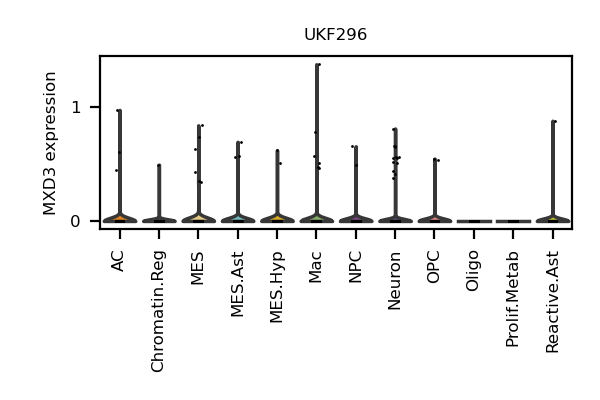 UKF296
MXD3 expression
1
0
AC
Chromatin.Reg
MES
MES.Ast
MES.Hyp
Mac
NPC
Neuron
OPC
Oligo
Prolif.Metab
Reactive.Ast